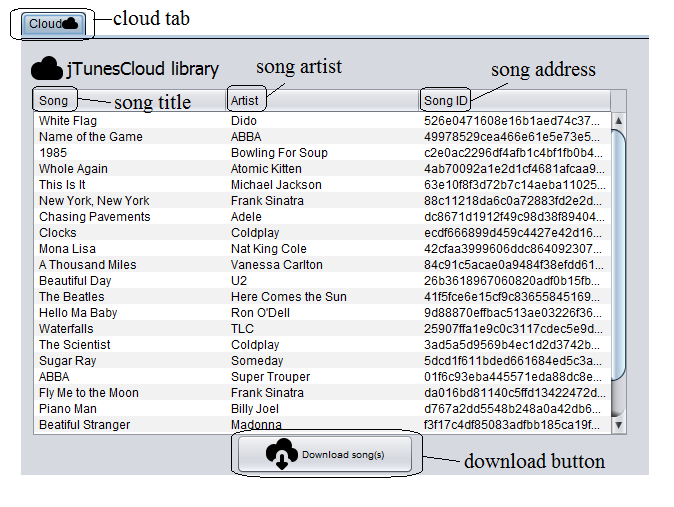 Cloud cloud tab
jTunesCloud library song artist song address
Song song title Artist Song ID
White Flag Dido 526e0471608e16b1aed74c37...
Name of the Game ABBA 49978529cea466e61e5e73e5...
1985 Bowling For Soup c2e0ac2296df4afb1c4bf1fb0b4...
Whole Again Atomic Kitten 4ab70092a1e2d1cf4681afcaa9...
This Is It Michael Jackson 63e10f8f3d72b7c14aeba11025...
New York, New York Frank Sinatra 88c11218da6c0a72883fd2e2d...
Chasing Pavements Adele dc8671d1912f49c98d38f89404...
Clocks Coldplay ecdf666899d459c4427e42d16...
Mona Lisa Nat King Cole 42cfaa3999606ddc864092307...
A Thousand Miles Vanessa Carlton 84c91c5acae0a9484f38efdd61...
Beautiful Day U2 26b3618967060820adf0b15fb...
The Beatles Here Comes the Sun 41f5fce6e15cf9c83655845169...
Hello Ma Baby Ron O'Dell 9d88870effbac513ae03226f36...
Waterfalls TLC 25907ffa1e9c0c3117cdec5e9d...
The Scientist Coldplay 3ad5a5d9569b4ec1d2d3742b...
Sugar Ray Someday 5dcd1f611bded661684ed5c3a...
ABBA Super Trouper 01f6c93eba445571eda88dc8e...
Fly Me to the Moon Frank Sinatra da016bd81140c5ffd13422472d...
Piano Man Billy Joel d767a2dd5548b248a0a42db6...
Beatiful Stranger Madonna f3f17c4df85083adfbb185ca19f...
Download song(s) download button